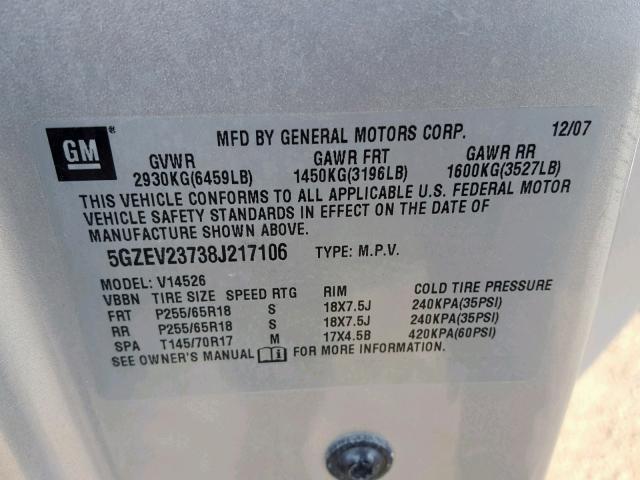 GM®
MFD BY GENERAL MOTORS CORP. 12/07
GVWR GAWR FRT GAWR RR
2930KG(6459LB) 1450KG(3196LB) 1600KG(3527LB)
THIS VEHICLE CONFORMS TO ALL APPLICABLE U.S. FEDERAL MOTOR
VEHICLE SAFETY STANDARDS IN EFFECT ON THE DATE OF
MANUFACTURE SHOWN ABOVE.
5GZEV23738J217106 TYPE: M.P.V.
MODEL: V14526
VBBN TIRE SIZE SPEED RTG RIM COLD TIRE PRESSURE
FRT P255/65R18 S 18X7.5J 240KPA(35PSI)
RR P255/65R18 S 18X7.5J 240KPA(35PSI)
SPA T145/70R17 M 17X4.5B 420KPA(60PSI)
SEE OWNER'S MANUAL FOR MORE INFORMATION.